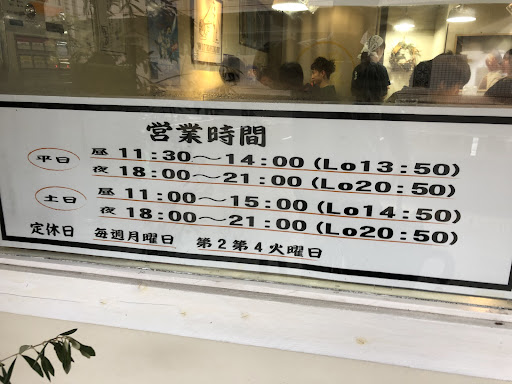 営業時間
平日 昼 11:30〜14:00(Lo13:50)
夜 18:00〜21:00(Lo20:50)
土日 昼 11:00〜15:00(Lo14:50)
夜 18:00〜21:00(Lo20:50)
定休日 毎週月曜日 第2第4火曜日